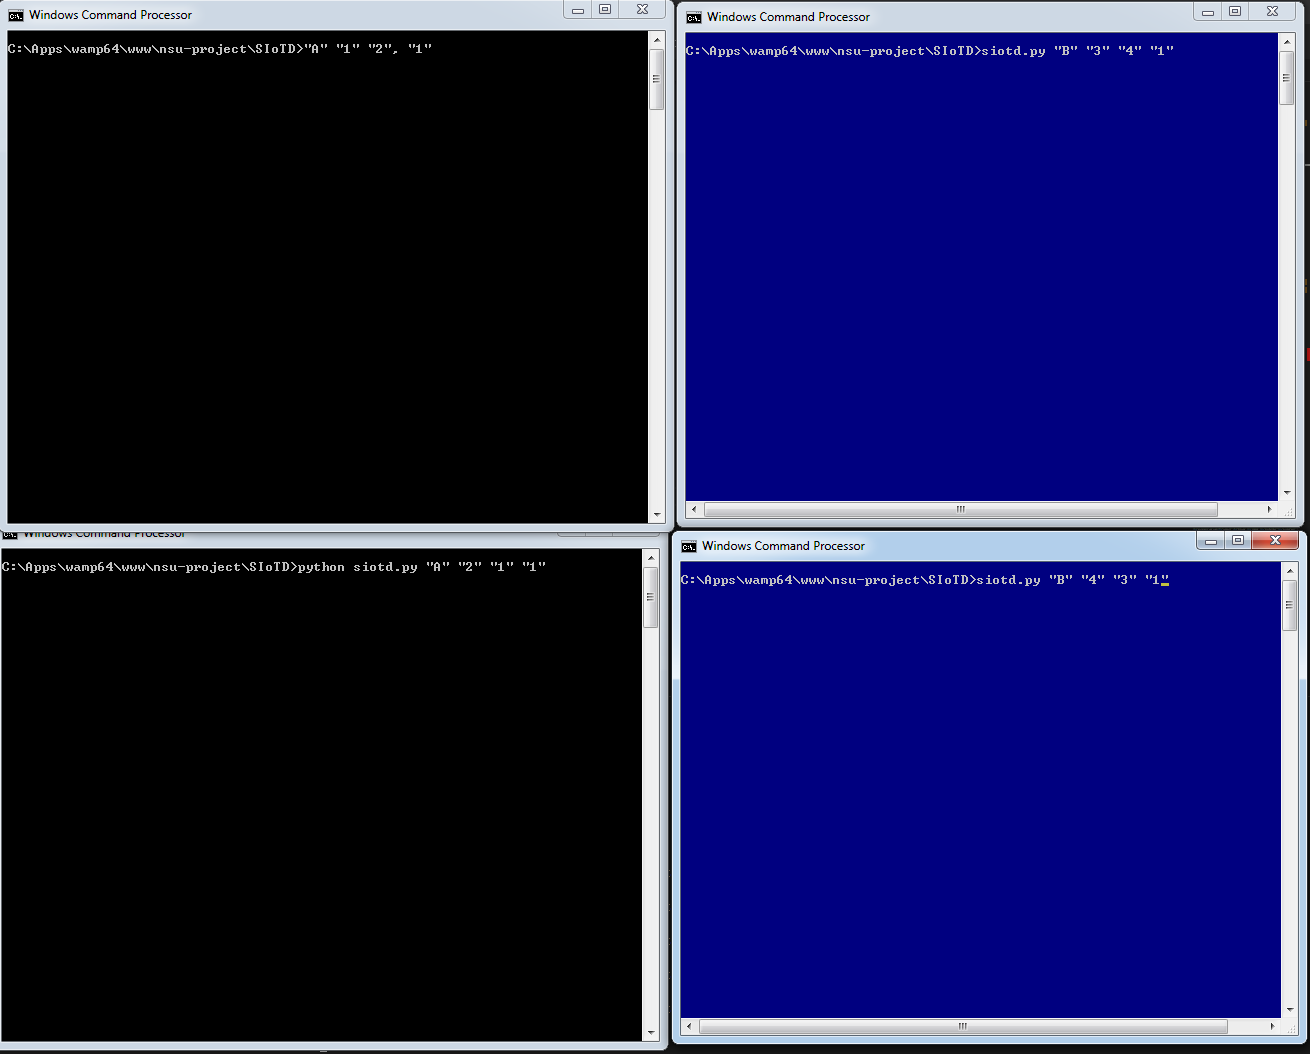 Windows Command Processor
C:\Apps\wamp64\www\nsu-project\SIoTD>"A" "1" "2", "1"
Windows Command Processor
C:\Apps\wamp64\www\nsu-project\SIoTD>siotd.py "B" "3" "4" "1"
Windows Command Processor
C:\Apps\wamp64\www\nsu-project\SIoTD>python siotd.py "A" "2" "1" "1"
Windows Command Processor
C:\Apps\wamp64\www\nsu-project\SIoTD>siotd.py "B" "4" "3" "1"